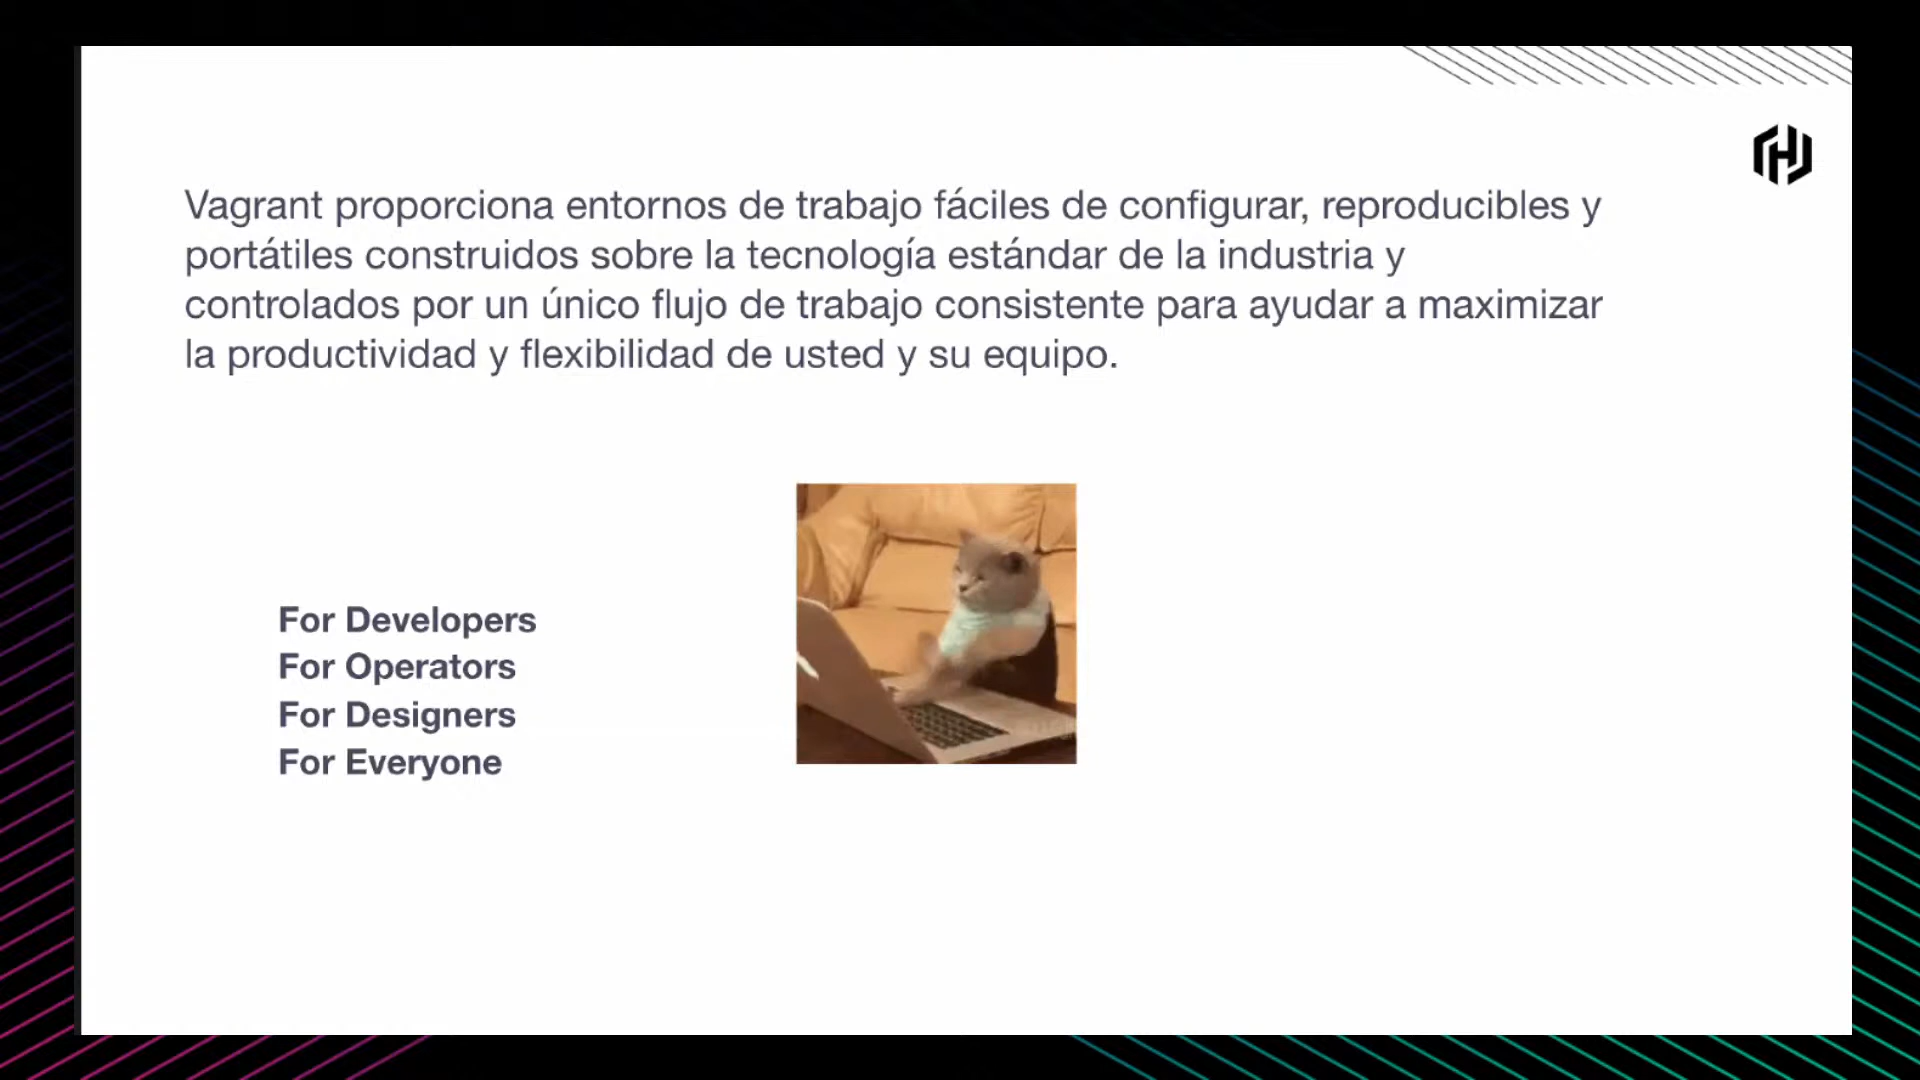 Vagrant proporciona entornos de trabajo fáciles de configurar, reproducibles y
portátiles construidos sobre la tecnología estándar de la industria y
controlados por un único flujo de trabajo consistente para ayudar a maximizar
la productividad y flexibilidad de usted y su equipo.
For Developers
For Operators
For Designers
For Everyone